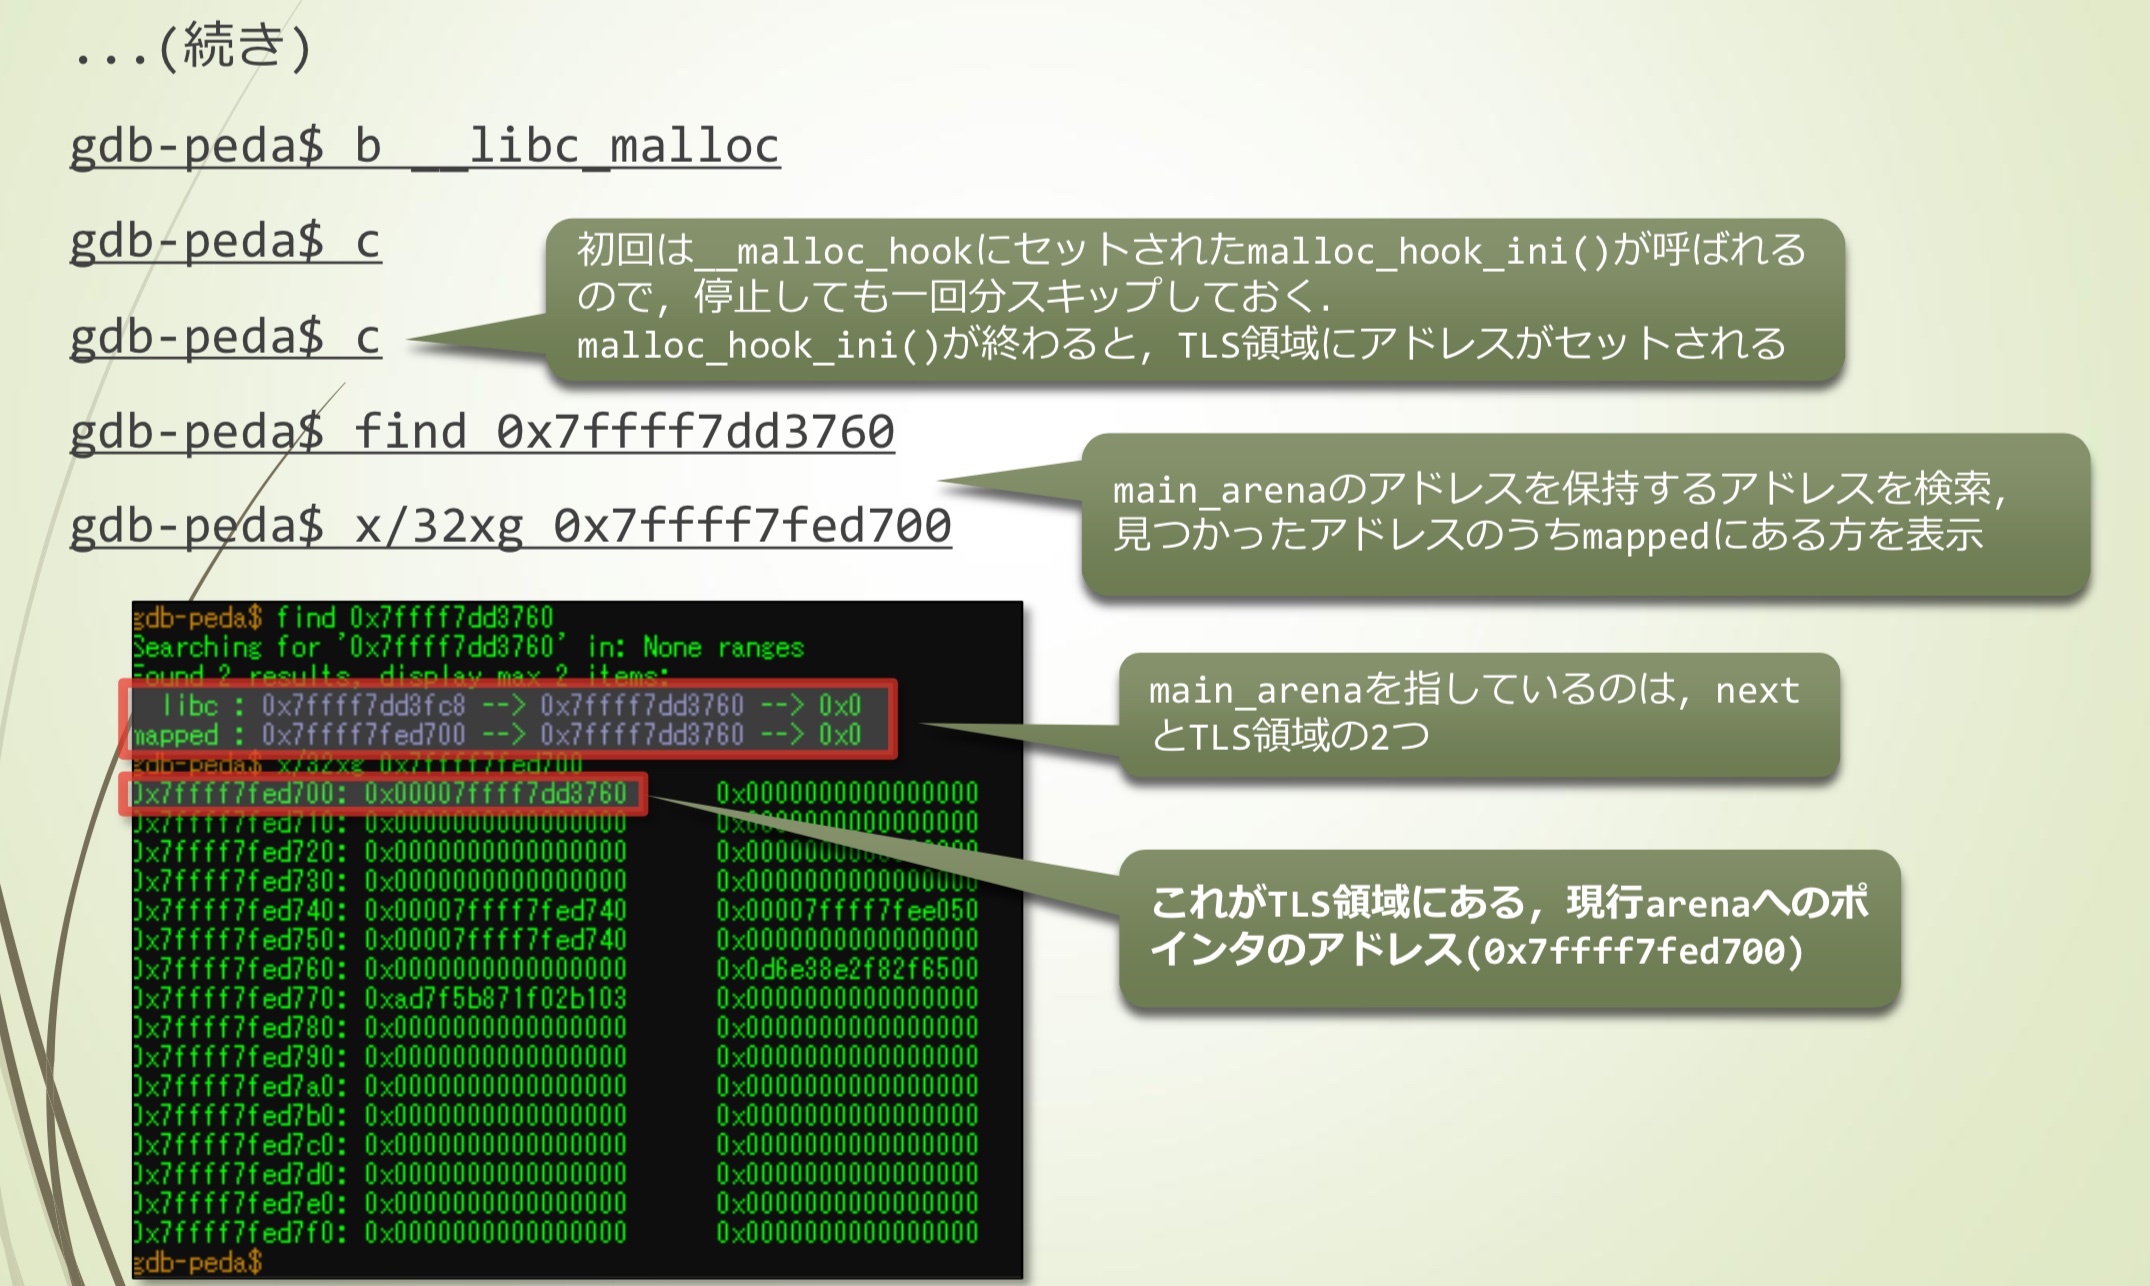 ...(続き)
gdb-peda$ b __libc_malloc
gdb-peda$ c
初回は__malloc_hookにセットされたmalloc_hook_ini()が呼ばれる
ので, 停止しても一回分スキップしておく.
malloc_hook_ini()が終わると, TLS領域にアドレスがセットされる
gdb-peda$ c
gdb-peda$ find 0x7ffff7dd3760
main_arenaのアドレスを保持するアドレスを検索,
見つかったアドレスのうちmappedにある方を表示
gdb-peda$ x/32xg 0x7ffff7fed700
gdb-peda$ find 0x7ffff7dd3760
Searching for '0x7ffff7dd3760' in: None ranges
Found 2 results, display max 2 items:
libc : 0x7ffff7dd3fc8 --> 0x7ffff7dd3760 --> 0x0
mapped : 0x7ffff7fed700 --> 0x7ffff7dd3760 --> 0x0
gdb-peda$ x/32xg 0x7ffff7fed700
0x7ffff7fed700: 0x00007ffff7dd3760 0x0000000000000000
0x7ffff7fed710: 0x0000000000000000 0x0000000000000000
0x7ffff7fed720: 0x0000000000000000 0x0000000000000000
0x7ffff7fed730: 0x0000000000000000 0x0000000000000000
0x7ffff7fed740: 0x00007ffff7fed740 0x00007ffff7fee050
0x7ffff7fed750: 0x00007ffff7fed740 0x0000000000000000
0x7ffff7fed760: 0x0000000000000000 0x0d6e38e2f82f6500
0x7ffff7fed770: 0xad7f5b871f02b103 0x0000000000000000
0x7ffff7fed780: 0x0000000000000000 0x0000000000000000
0x7ffff7fed790: 0x0000000000000000 0x0000000000000000
0x7ffff7fed7a0: 0x0000000000000000 0x0000000000000000
0x7ffff7fed7b0: 0x0000000000000000 0x0000000000000000
0x7ffff7fed7c0: 0x0000000000000000 0x0000000000000000
0x7ffff7fed7d0: 0x0000000000000000 0x0000000000000000
0x7ffff7fed7e0: 0x0000000000000000 0x0000000000000000
0x7ffff7fed7f0: 0x0000000000000000 0x0000000000000000
gdb-peda$
main_arenaを指しているのは, next
とTLS領域の2つ
これがTLS領域にある, 現行arenaへのポ
インタのアドレス(0x7ffff7fed700)